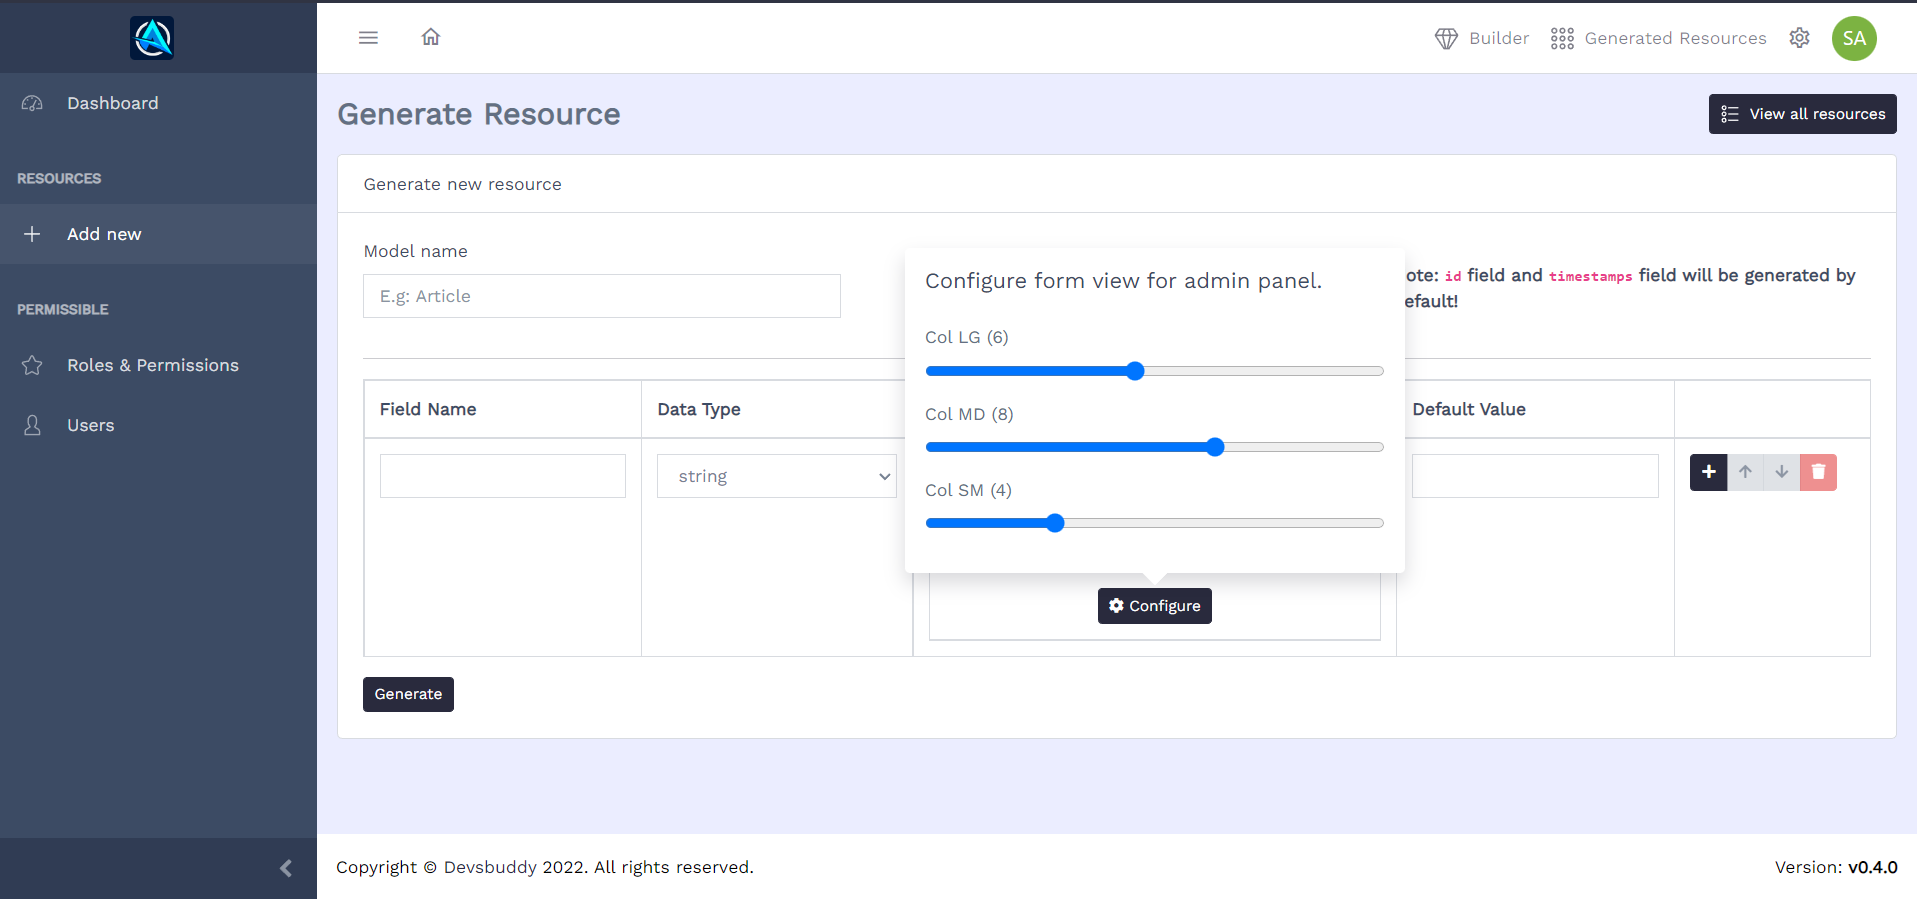 Builder
Generated Resources
SA
Dashboard
RESOURCES
Add new
PERMISSIBLE
Roles & Permissions
Users
Generate Resource
View all resources
Generate new resource
Model name
E.g: Article
Configure form view for admin panel.
Col LG (6)
Col MD (8)
Col SM (4)
ote: id field and timestamps field will be generated by
efault!
Field Name
Data Type
Default Value
string
Configure
Generate
Copyright © Devsbuddy 2022. All rights reserved.
Version: v0.4.0